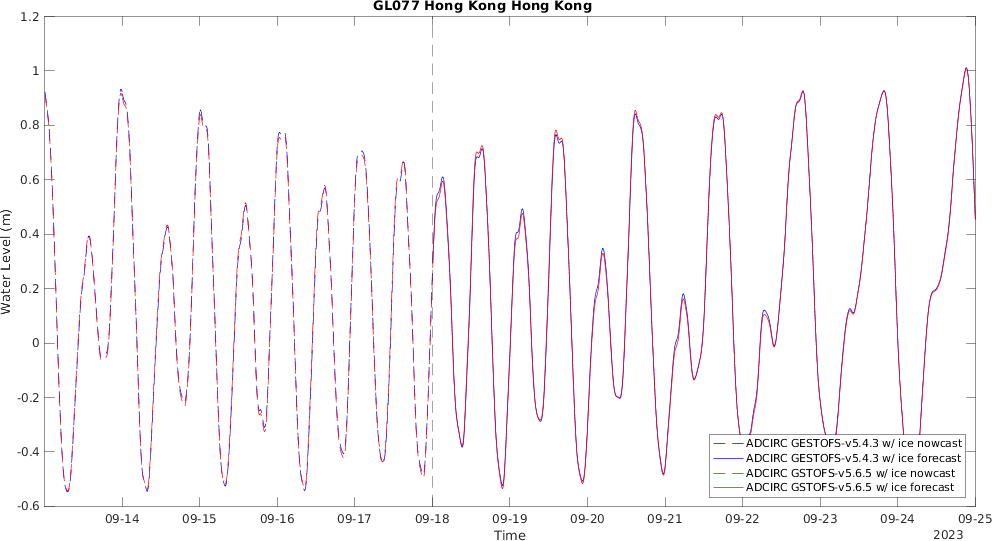 GL077 Hong Kong Hong Kong
1.2
1
0.8
0.6
0.4
0.2
0
-0.2
-0.4
-0.6
Water Level (m)
ADCIRC GESTOFS-v5.4.3 w/ ice nowcast
ADCIRC GESTOFS-v5.4.3 w/ ice forecast
ADCIRC GSTOFS-v5.6.5 w/ ice nowcast
ADCIRC GSTOFS-v5.6.5 w/ ice forecast
09-14 09-15 09-16 09-17 09-18 09-19 09-20 09-21 09-22 09-23 09-24 09-25
Time
2023